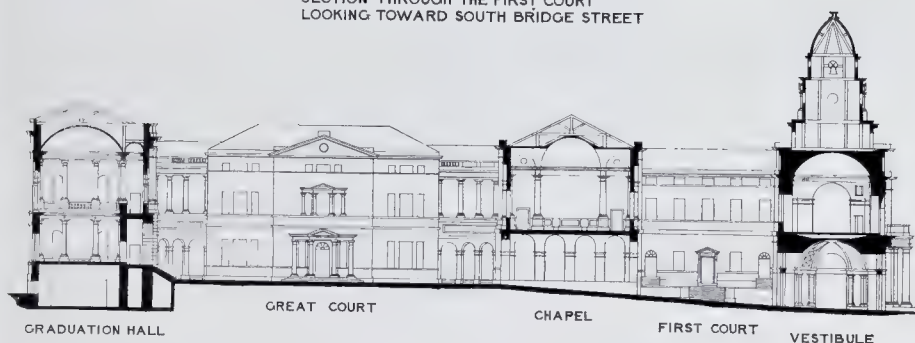 SECTION THROUGH THE FIRST COURT
LOOKING TOWARD SOUTH BRIDGE STREET
GRADUATION HALL
GREAT COURT
CHAPEL
FIRST COURT
VESTIBULE